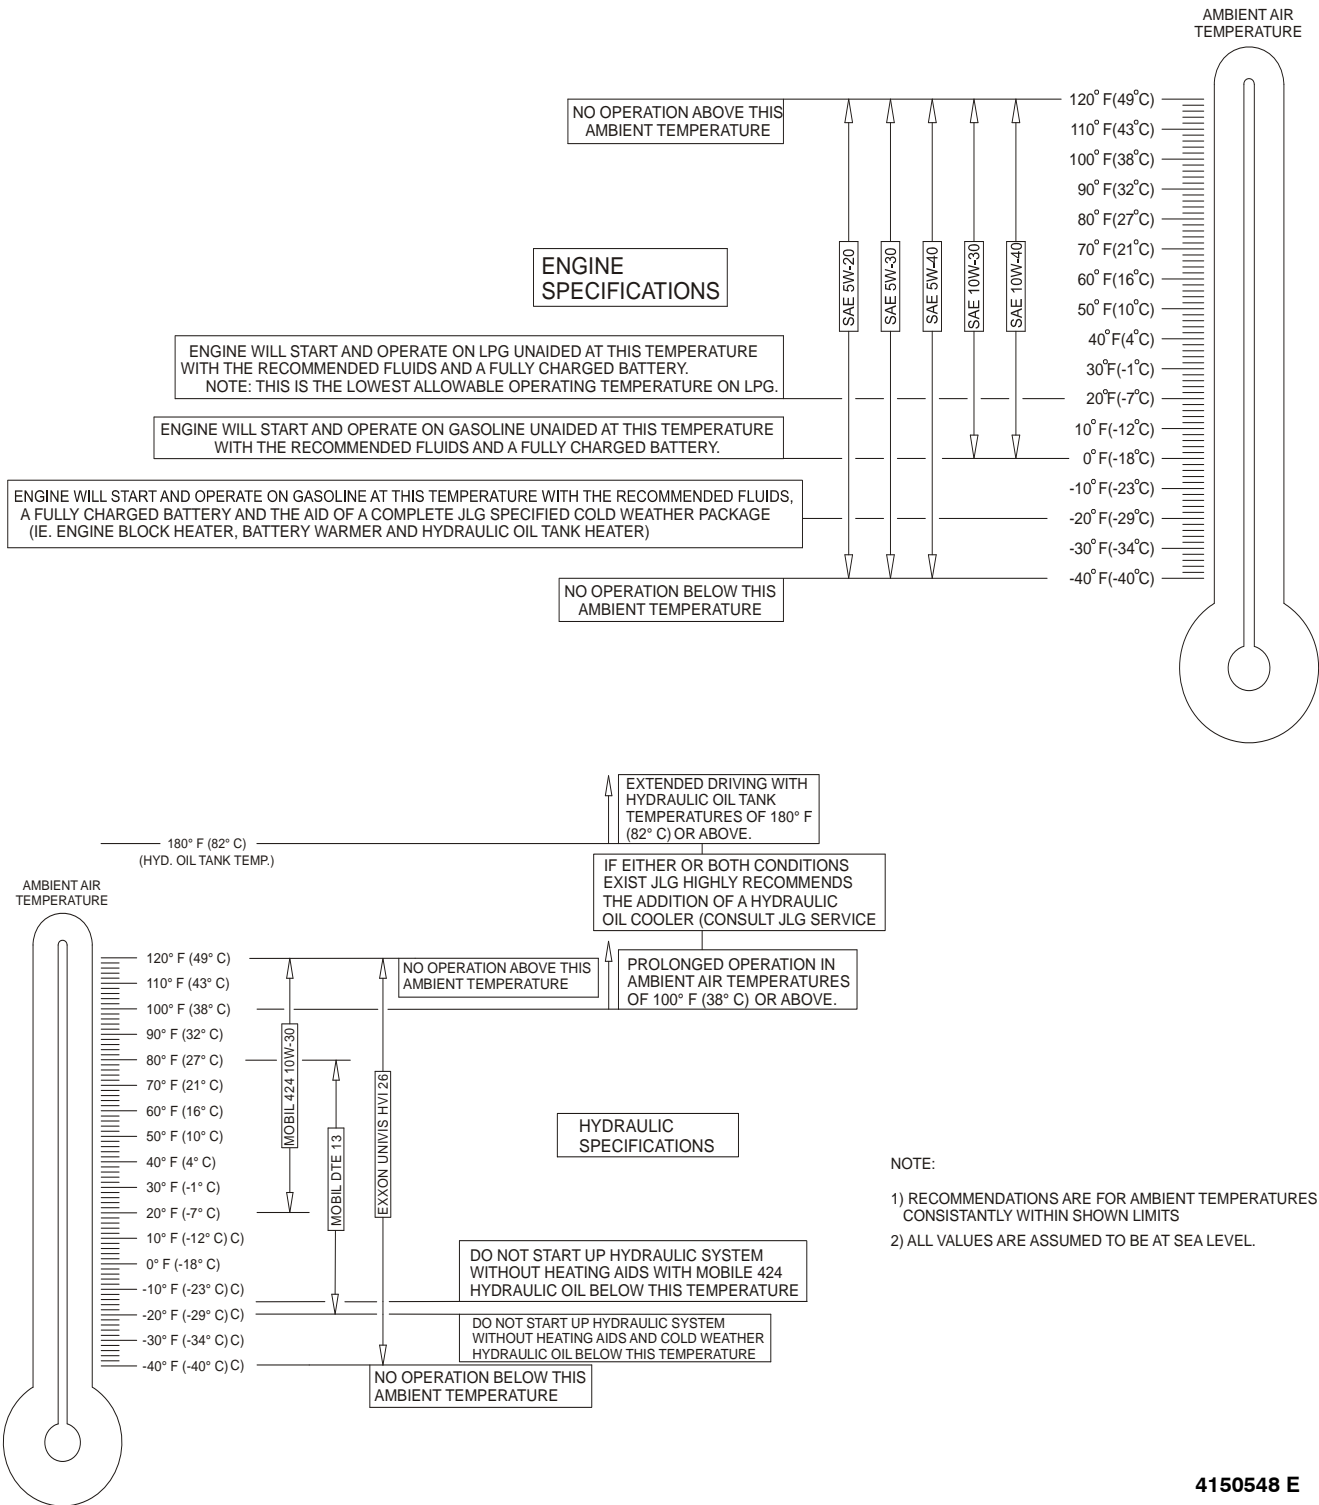 AMBIENT AIR
TEMPERATURE
120° F(49°C)
110° F(43°C)
100° F(38°C)
90° F(32°C)
80° F(27°C)
70° F(21°C)
60° F(16°C)
50° F(10°C)
40°F(4°C)
30°F(-1°C)
20°F(-7°C)
10° F(-12°C)
0° F(-18°C)
-10° F(-23°C)
-20° F(-29°C)
-30° F(-34°C)
-40° F(-40°C)
NO OPERATION ABOVE THIS
AMBIENT TEMPERATURE
SAE 5W-20
SAE 5W-30
SAE 5W-40
SAE 10W-30
SAE 10W-40
ENGINE
SPECIFICATIONS
ENGINE WILL START AND OPERATE ON LPG UNAIDED AT THIS TEMPERATURE
WITH THE RECOMMENDED FLUIDS AND A FULLY CHARGED BATTERY.
NOTE: THIS IS THE LOWEST ALLOWABLE OPERATING TEMPERATURE ON LPG.
ENGINE WILL START AND OPERATE ON GASOLINE UNAIDED AT THIS TEMPERATURE
WITH THE RECOMMENDED FLUIDS AND A FULLY CHARGED BATTERY.
ENGINE WILL START AND OPERATE ON GASOLINE AT THIS TEMPERATURE WITH THE RECOMMENDED FLUIDS,
A FULLY CHARGED BATTERY AND THE AID OF A COMPLETE JLG SPECIFIED COLD WEATHER PACKAGE
(IE. ENGINE BLOCK HEATER, BATTERY WARMER AND HYDRAULIC OIL TANK HEATER)
NO OPERATION BELOW THIS
AMBIENT TEMPERATURE
EXTENDED DRIVING WITH
HYDRAULIC OIL TANK
TEMPERATURES OF 180° F
(82° C) OR ABOVE.
180° F (82° C)
(HYD. OIL TANK TEMP.)
IF EITHER OR BOTH CONDITIONS
EXIST JLG HIGHLY RECOMMENDS
THE ADDITION OF A HYDRAULIC
OIL COOLER (CONSULT JLG SERVICE
AMBIENT AIR
TEMPERATURE
120° F (49° C)
110° F (43° C)
100° F (38° C)
90° F (32° C)
80° F (27° C)
70° F (21° C)
60° F (16° C)
50° F (10° C)
40° F (4° C)
30° F (-1° C)
20° F (-7° C)
10° F (-12° C) C)
0° F (-18° C)
-10° F (-23° C) C)
-20° F (-29° C) C)
-30° F (-34° C) C)
-40° F (-40° C) C)
NO OPERATION ABOVE THIS
AMBIENT TEMPERATURE
PROLONGED OPERATION IN
AMBIENT AIR TEMPERATURES
OF 100° F (38° C) OR ABOVE.
MOBIL 424 10W-30
MOBIL DTE 13
EXXON UNIVIS HVI 26
HYDRAULIC
SPECIFICATIONS
NOTE:
1) RECOMMENDATIONS ARE FOR AMBIENT TEMPERATURES
CONSISTANTLY WITHIN SHOWN LIMITS
2) ALL VALUES ARE ASSUMED TO BE AT SEA LEVEL.
DO NOT START UP HYDRAULIC SYSTEM
WITHOUT HEATING AIDS WITH MOBILE 424
HYDRAULIC OIL BELOW THIS TEMPERATURE
DO NOT START UP HYDRAULIC SYSTEM
WITHOUT HEATING AIDS AND COLD WEATHER
HYDRAULIC OIL BELOW THIS TEMPERATURE
NO OPERATION BELOW THIS
AMBIENT TEMPERATURE
4150548 E